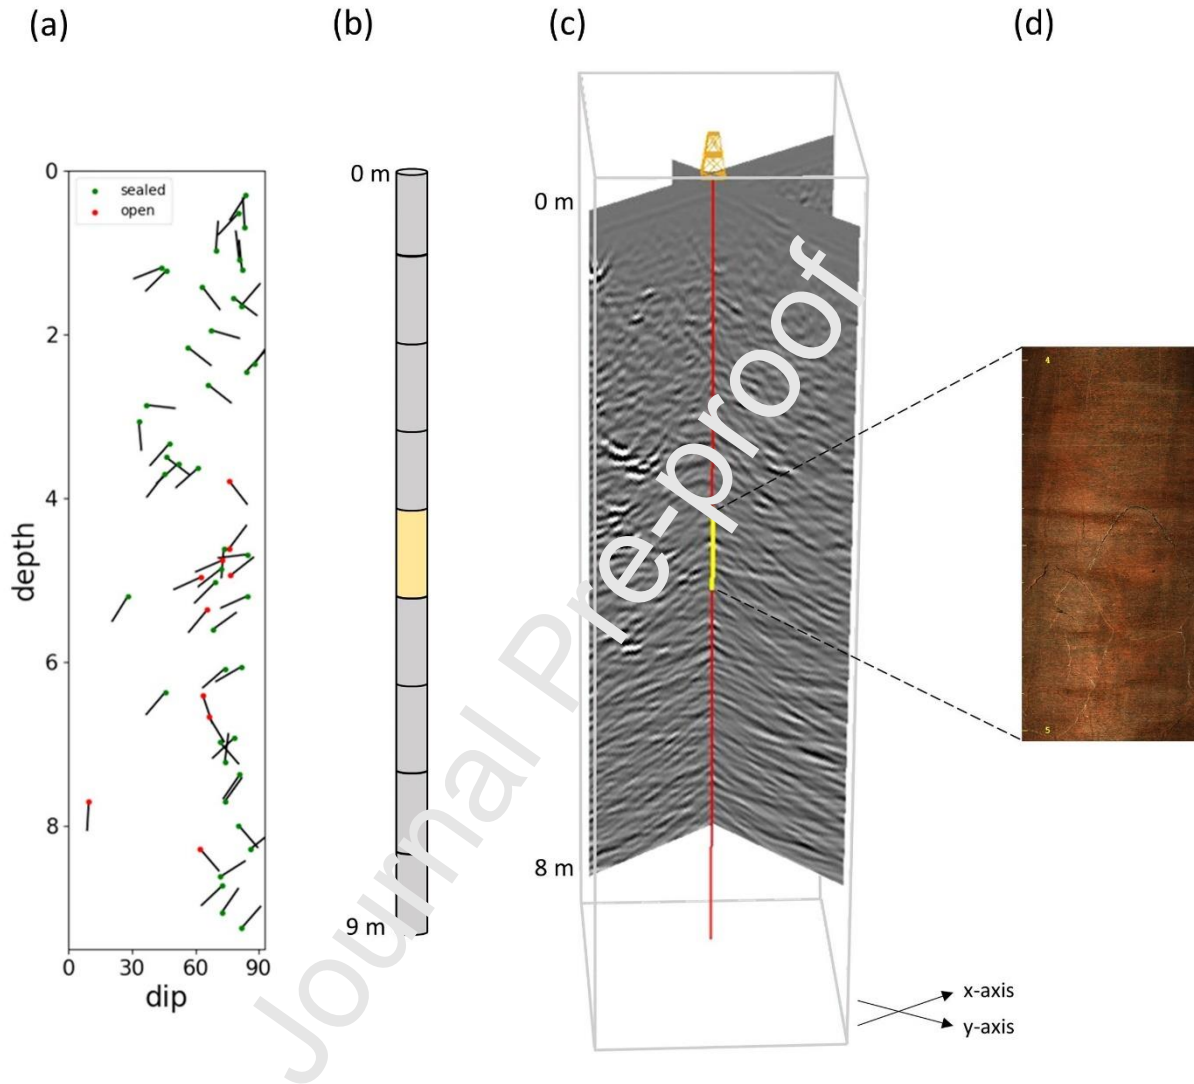 (a)
(b)
(c)
(d)
0
2
4
6
8
depth
sealed
open
0
30
60
90
dip
0 m
9 m
0 m
8 m
4
5
x-axis
y-axis
Journal Pre-proof